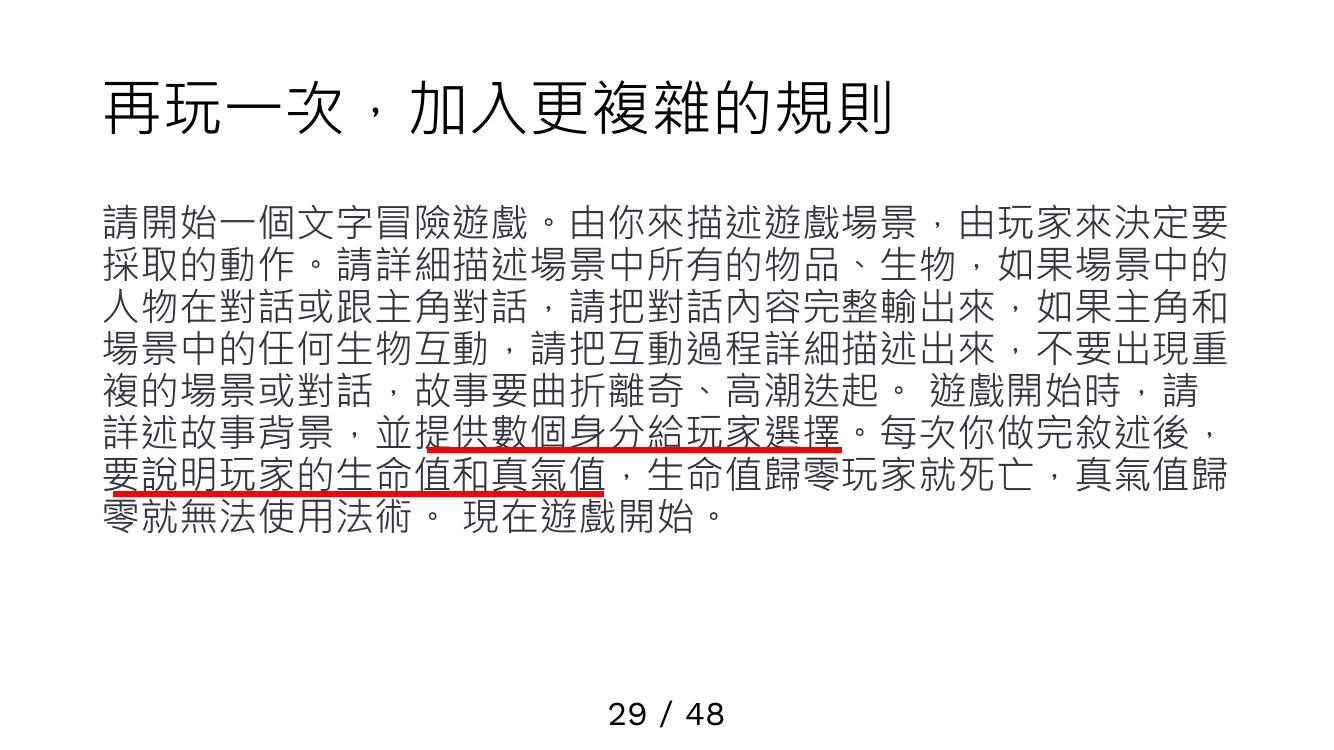 再玩一次，加入更複雜的規則
請開始一個文字冒險遊戲。由你來描述遊戲場景，由玩家來決定要
採取的動作。請詳細描述場景中所有的物品、生物，如果場景中的
人物在對話或跟主角對話，請把對話內容完整輸出來，如果主角和
場景中的任何生物互動，請把互動過程詳細描述出來，不要出現重
複的場景或對話，故事要曲折離奇、高潮迭起。 遊戲開始時，請
詳述故事背景，並提供數個身分給玩家選擇。每次你做完敘述後，
要說明玩家的生命值和真氣值，生命值歸零玩家就死亡，真氣值歸
零就無法使用法術。 現在遊戲開始。
29 / 48